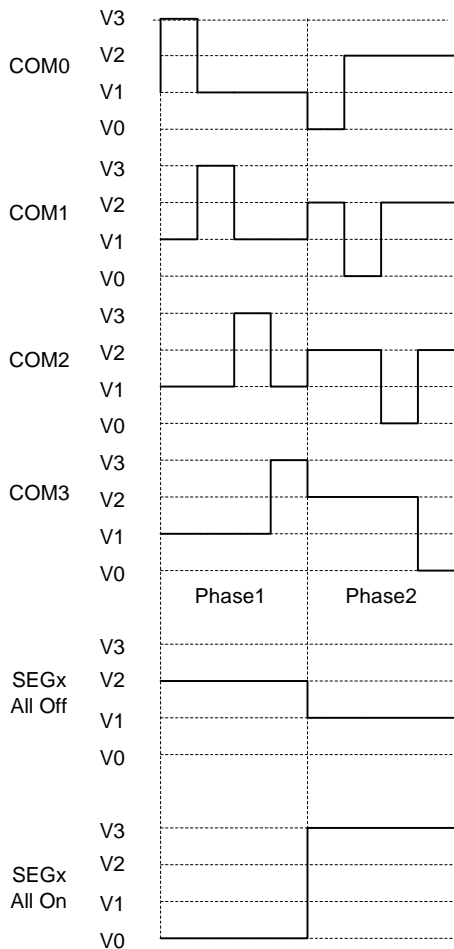 V3
COM0
V2
V1
V0
V3
COM1
V2
V1
V0
V3
COM2
V2
V1
V0
V3
COM3
V2
V1
V0
Phase1
Phase2
V3
SEGx
V2
All Off
V1
V0
V3
V2
SEGx
All On
V1
V0